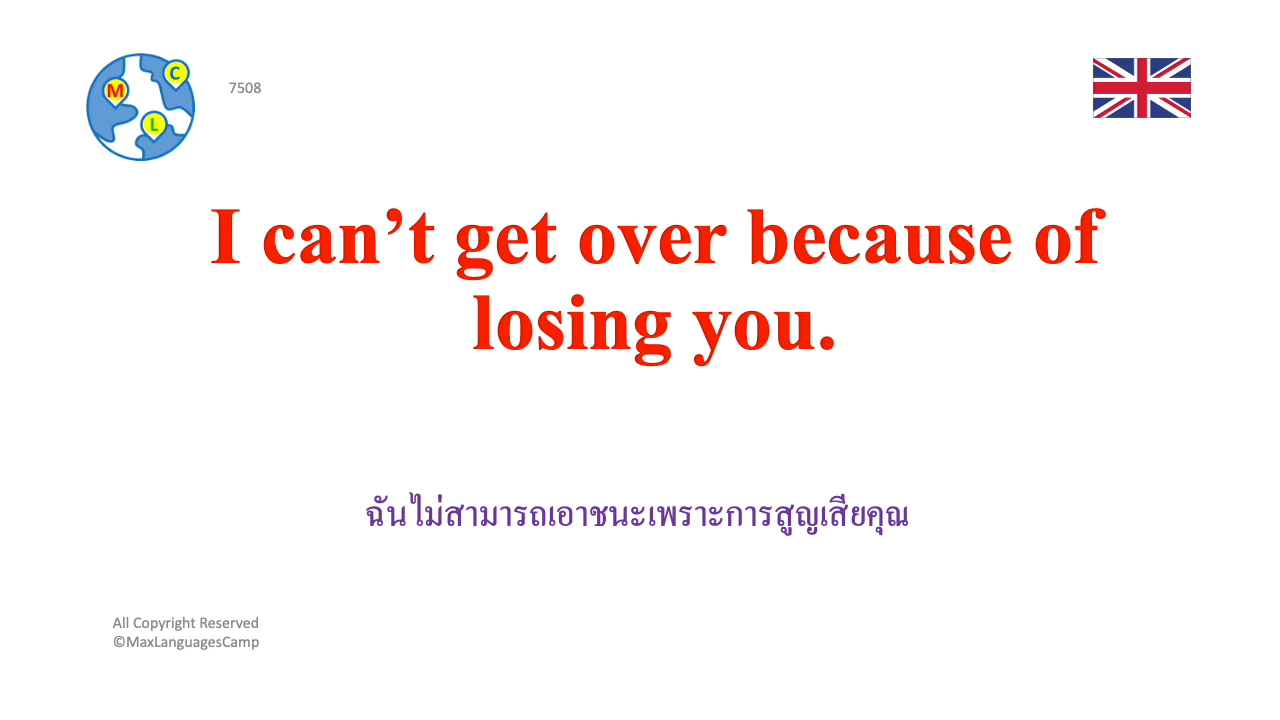 C
M
L
7508
I can’t get over because of
losing you.
ฉันไม่สามารถเอาชนะเพราะการสูญเสียคุณ
All Copyright Reserved
©MaxLanguagesCamp